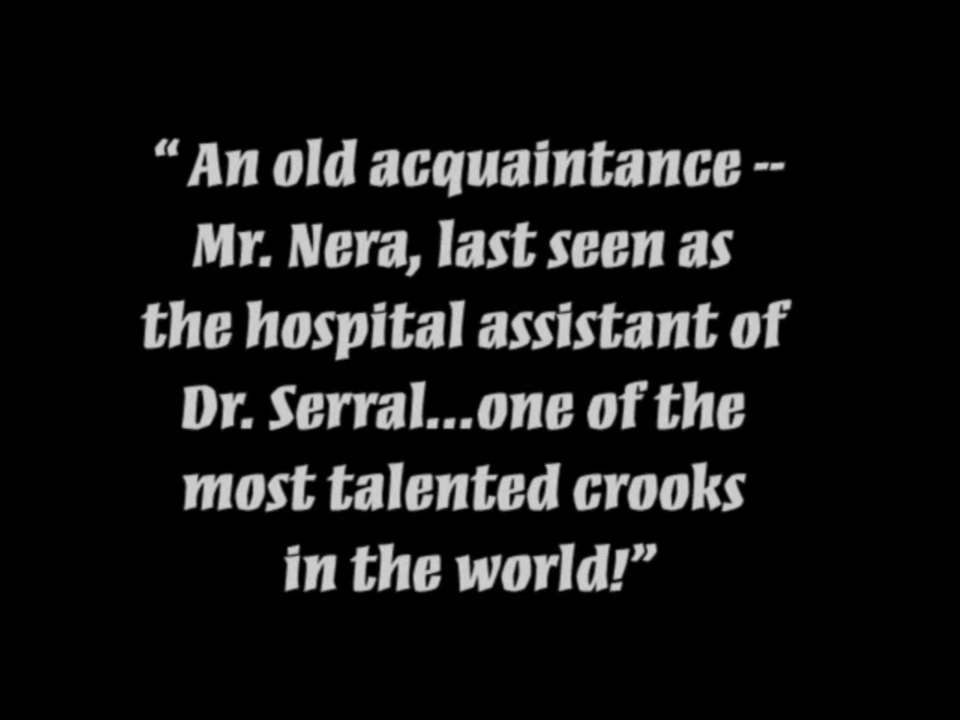 “ An old acquaintance --
Mr. Nera, last seen as
the hospital assistant of
Dr. Serral...one of the
most talented crooks
in the world!”